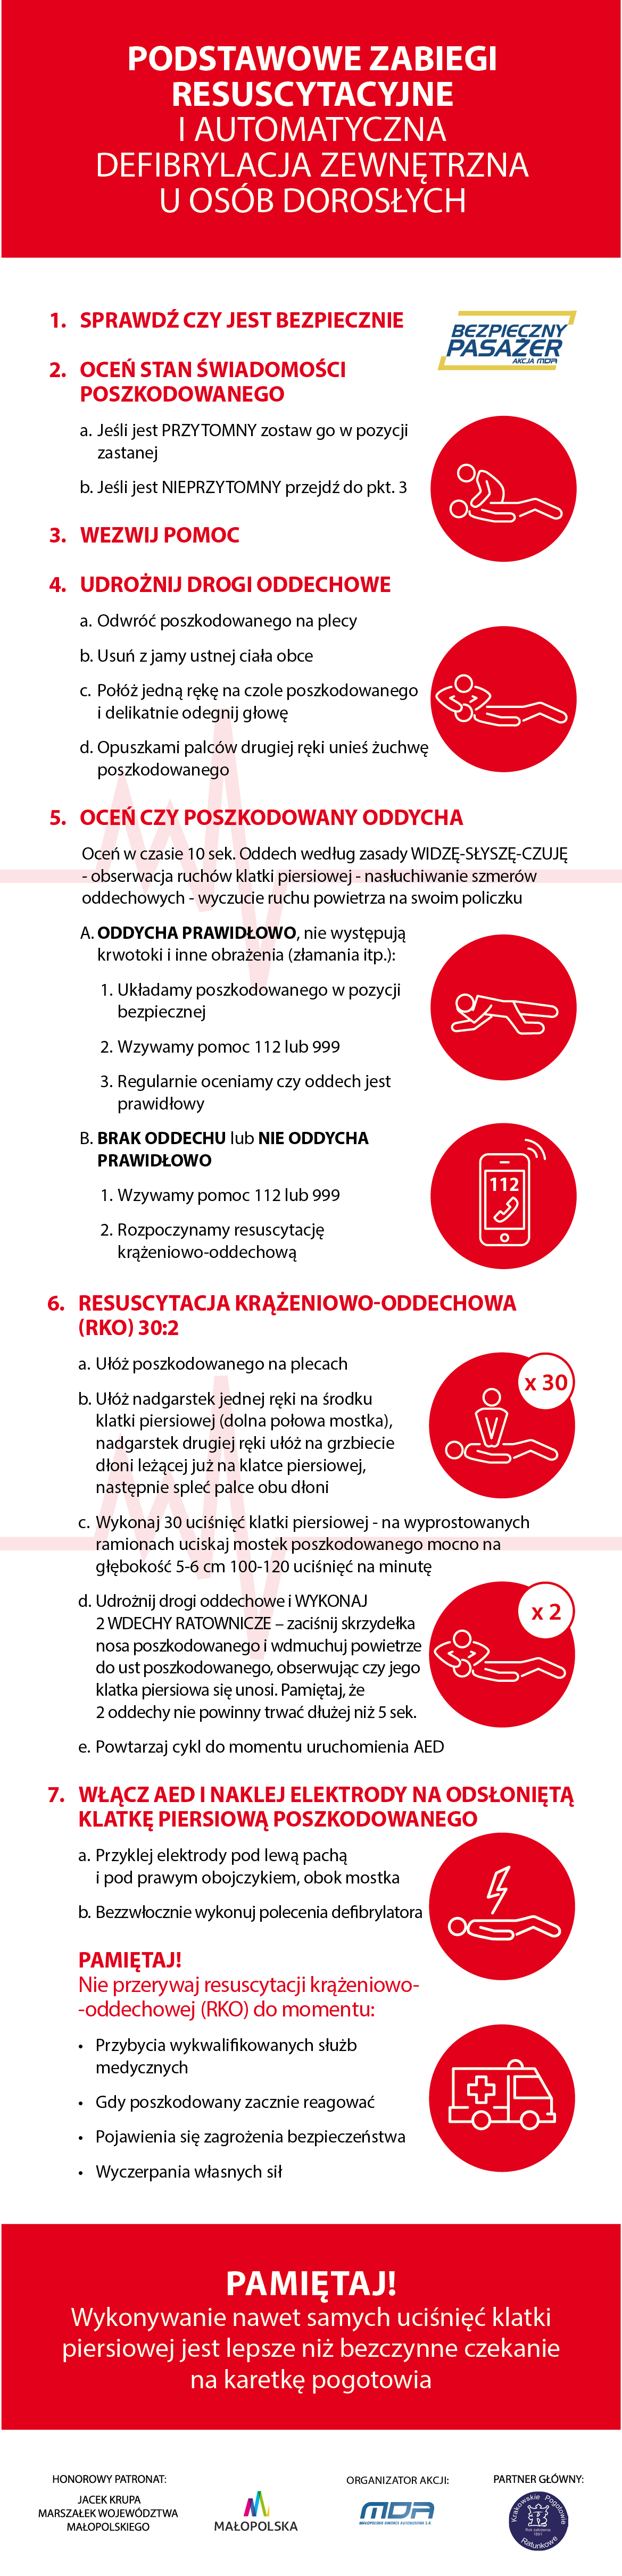 PODSTAWOWE ZABIEGI
RESUSCYTACYJNE
I AUTOMATYCZNA
DEFIBRYLACJA ZEWNĘTRZNA
U OSÓB DOROSŁYCH
1. SPRAWDŹ CZY JEST BEZPIECZNIE
BEZPIECZNY
PASAŻER
AKCJA MDA
2. OCEŃ STAN ŚWIADOMOŚCI
POSZKODOWANEGO
a. Jeśli jest PRZYTOMNY zostaw go w pozycji
zastanej
b. Jeśli jest NIEPRZYTOMNY przejdź do pkt. 3
3. WEZWIJ POMOC
4. UDROŻNIJ DROGI ODDECHOWE
a. Odwróć poszkodowanego na plecy
b. Usuń z jamy ustnej ciała obce
c. Połóż jedną rękę na czole poszkodowanego
i delikatnie odegnij głowę
d. Opuszkami palców drugiej ręki unieś żuchwę
poszkodowanego
5. OCEŃ CZY POSZKODOWANY ODDYCHA
Oceń w czasie 10 sek. Oddech według zasady WIDZĘ-SŁYSZĘ-CZUJĘ
- obserwacja ruchów klatki piersiowej - nasłuchiwanie szmerów
oddechowych - wyczucie ruchu powietrza na swoim policzku
A. ODDYCHA PRAWIDŁOWO, nie występują
krwotoki i inne obrażenia (złamania itp.):
1. Układamy poszkodowanego w pozycji
bezpiecznej
2. Wzywamy pomoc 112 lub 999
3. Regularnie oceniamy czy oddech jest
prawidłowy
B. BRAK ODDECHU lub NIE ODDYCHA
PRAWIDŁOWO
112
1. Wzywamy pomoc 112 lub 999
2. Rozpoczynamy resuscytację
krążeniowo-oddechową
6. RESUSCYTACJA KRĄŻENIOWO-ODDECHOWA
(RKO) 30:2
a. Ułóż poszkodowanego na plecach
x 30
b. Ułóż nadgarstek jednej ręki na środku
klatki piersiowej (dolna połowa mostka),
nadgarstek drugiej ręki ułóż na grzbiecie
dłoni leżącej już na klatce piersiowej,
następnie spleć palce obu dłoni
c. Wykonaj 30 uciśnięć klatki piersiowej - na wyprostowanych
ramionach uciskaj mostek poszkodowanego mocno na
głębokość 5-6 cm 100-120 uciśnięć na minutę
d. Udrożnij drogi oddechowe i WYKONAJ
2 WDECHY RATOWNICZE – zaciśnij skrzydełka
nosa poszkodowanego i wdmuchuj powietrze
do ust poszkodowanego, obserwując czy jego
klatka piersiowa się unosi. Pamiętaj, że
2 oddechy nie powinny trwać dłużej niż 5 sek.
x 2
e. Powtarzaj cykl do momentu uruchomienia AED
7. WŁĄCZ AED I NAKLEJ ELEKTRODY NA ODSŁONIĘTĄ
KLATKĘ PIERSIOWĄ POSZKODOWANEGO
a. Przyklej elektrody pod lewą pachą
i pod prawym obojczykiem, obok mostka
b. Bezzwłocznie wykonuj polecenia defibrylatora
PAMIĘTAJ!
Nie przerywaj resuscytacji krążeniowo-
-oddechowej (RKO) do momentu:
• Przybycia wykwalifikowanych służb
medycznych
• Gdy poszkodowany zacznie reagować
• Pojawienia się zagrożenia bezpieczeństwa
• Wyczerpania własnych sił
PAMIĘTAJ!
Wykonywanie nawet samych uciśnięć klatki
piersiowej jest lepsze niż bezczynne czekanie
na karetkę pogotowia
HONOROWY PATRONAT:
JACEK KRUPA
MARSZAŁEK WOJEWÓDZTWA
MAŁOPOLSKIEGO
MAŁOPOLSKA
ORGANIZATOR AKCJI:
MDA
MAŁOPOLSKIE DWORCE AUTOBUSOWE S.A.
PARTNER GŁÓWNY:
Krakowskie Pogotowie
Rok założenia
1891
Ratunkowe